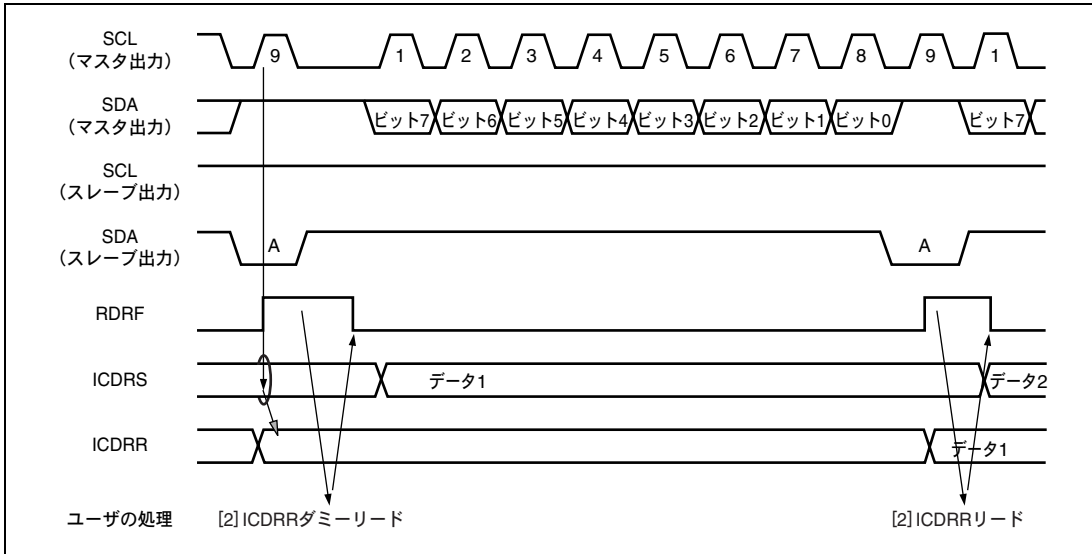 SCL
（マスタ出力）
9 1 2 3 4 5 6 7 8 9 1
SDA
（マスタ出力）
ビット7 ビット6 ビット5 ビット4 ビット3 ビット2 ビット1 ビット0 ビット7
SCL
（スレーブ出力）
SDA
（スレーブ出力）
A A
RDRF
ICDRS
データ1 データ2
ICDRR
データ1
ユーザの処理 [2] ICDRRダミーリード [2] ICDRRリード